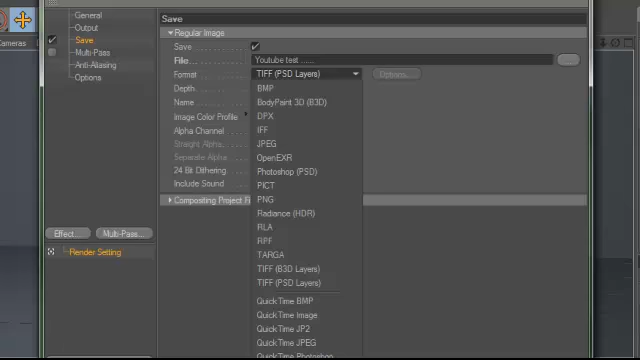 General
Output
Save
Multi-Pass
Anti-Aliasing
Options
Effect...
Multi-Pass...
Render Setting
Cameras
Save
Regular Image
Save
File...
Youtube test ......
Format
TIFF (PSD Layers)
Options...
Depth
Name
Image Color Profile
Alpha Channel
Straight Alpha
Separate Alpha
24 Bit Dithering
Include Sound
Compositing Project Fi
BMP
BodyPaint 3D (B3D)
DPX
IFF
JPEG
OpenEXR
Photoshop (PSD)
PICT
PNG
Radiance (HDR)
RLA
RPF
TARGA
TIFF (B3D Layers)
TIFF (PSD Layers)
QuickTime BMP
QuickTime Image
QuickTime JP2
QuickTime JPEG
QuickTime Photoshop